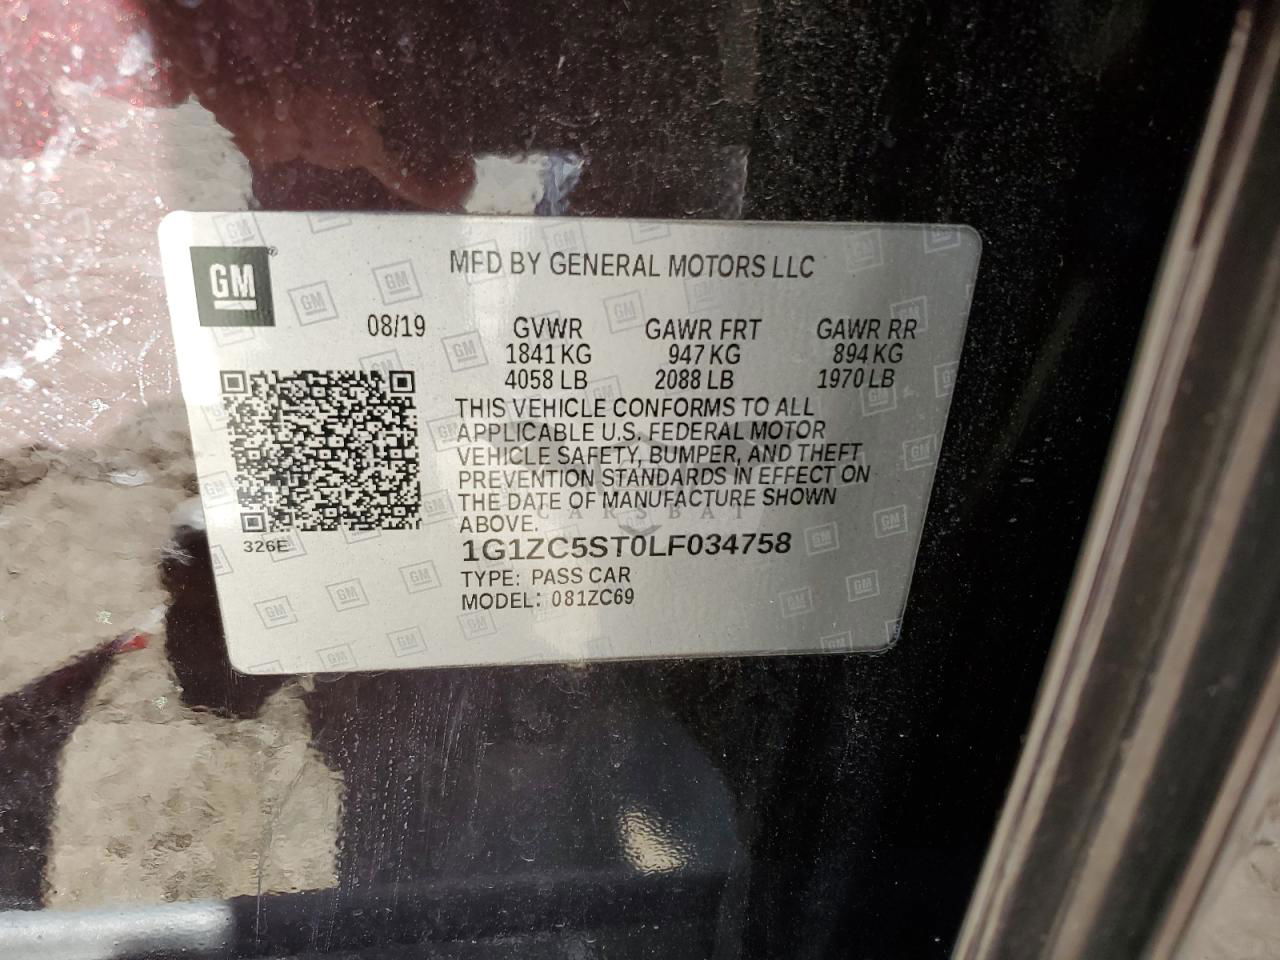 GM
MFD BY GENERAL MOTORS LLC
08/19 GVWR GAWR FRT GAWR RR
1841 KG 947 KG 894 KG
4058 LB 2088 LB 1970 LB
THIS VEHICLE CONFORMS TO ALL
APPLICABLE U.S. FEDERAL MOTOR
VEHICLE SAFETY, BUMPER, AND THEFT
PREVENTION STANDARDS IN EFFECT ON
THE DATE OF MANUFACTURE SHOWN
ABOVE.
CARSBAT
326E
1G1ZC5ST0LF034758
TYPE: PASS CAR
MODEL: 081ZC69